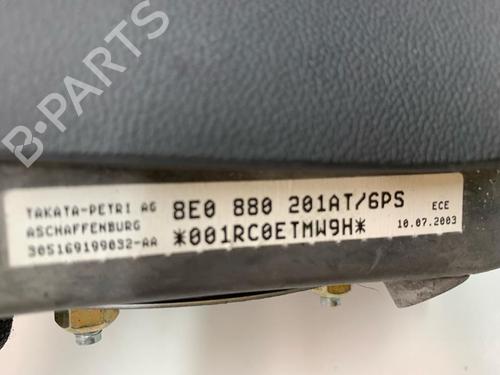 B-PARTS
TAKATA-PETRI AG 8E0 880 201AT/6PS ECE
ASCHAFFENBURG *001RC0ETMW9H* 10.07.2003
305169199032-AA